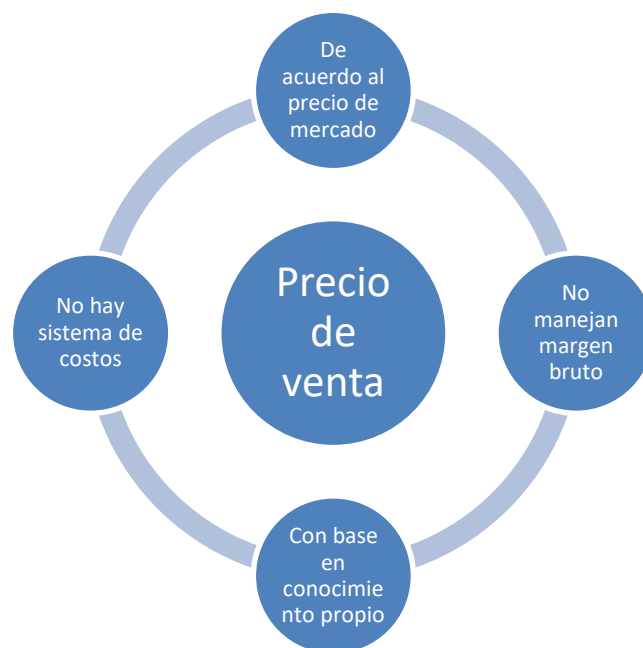 De
acuerdo al
precio de
mercado
No hay
sistema de
costos
Precio
de
venta
No
manejan
margen
bruto
Con base
en
conocimie
nto propio